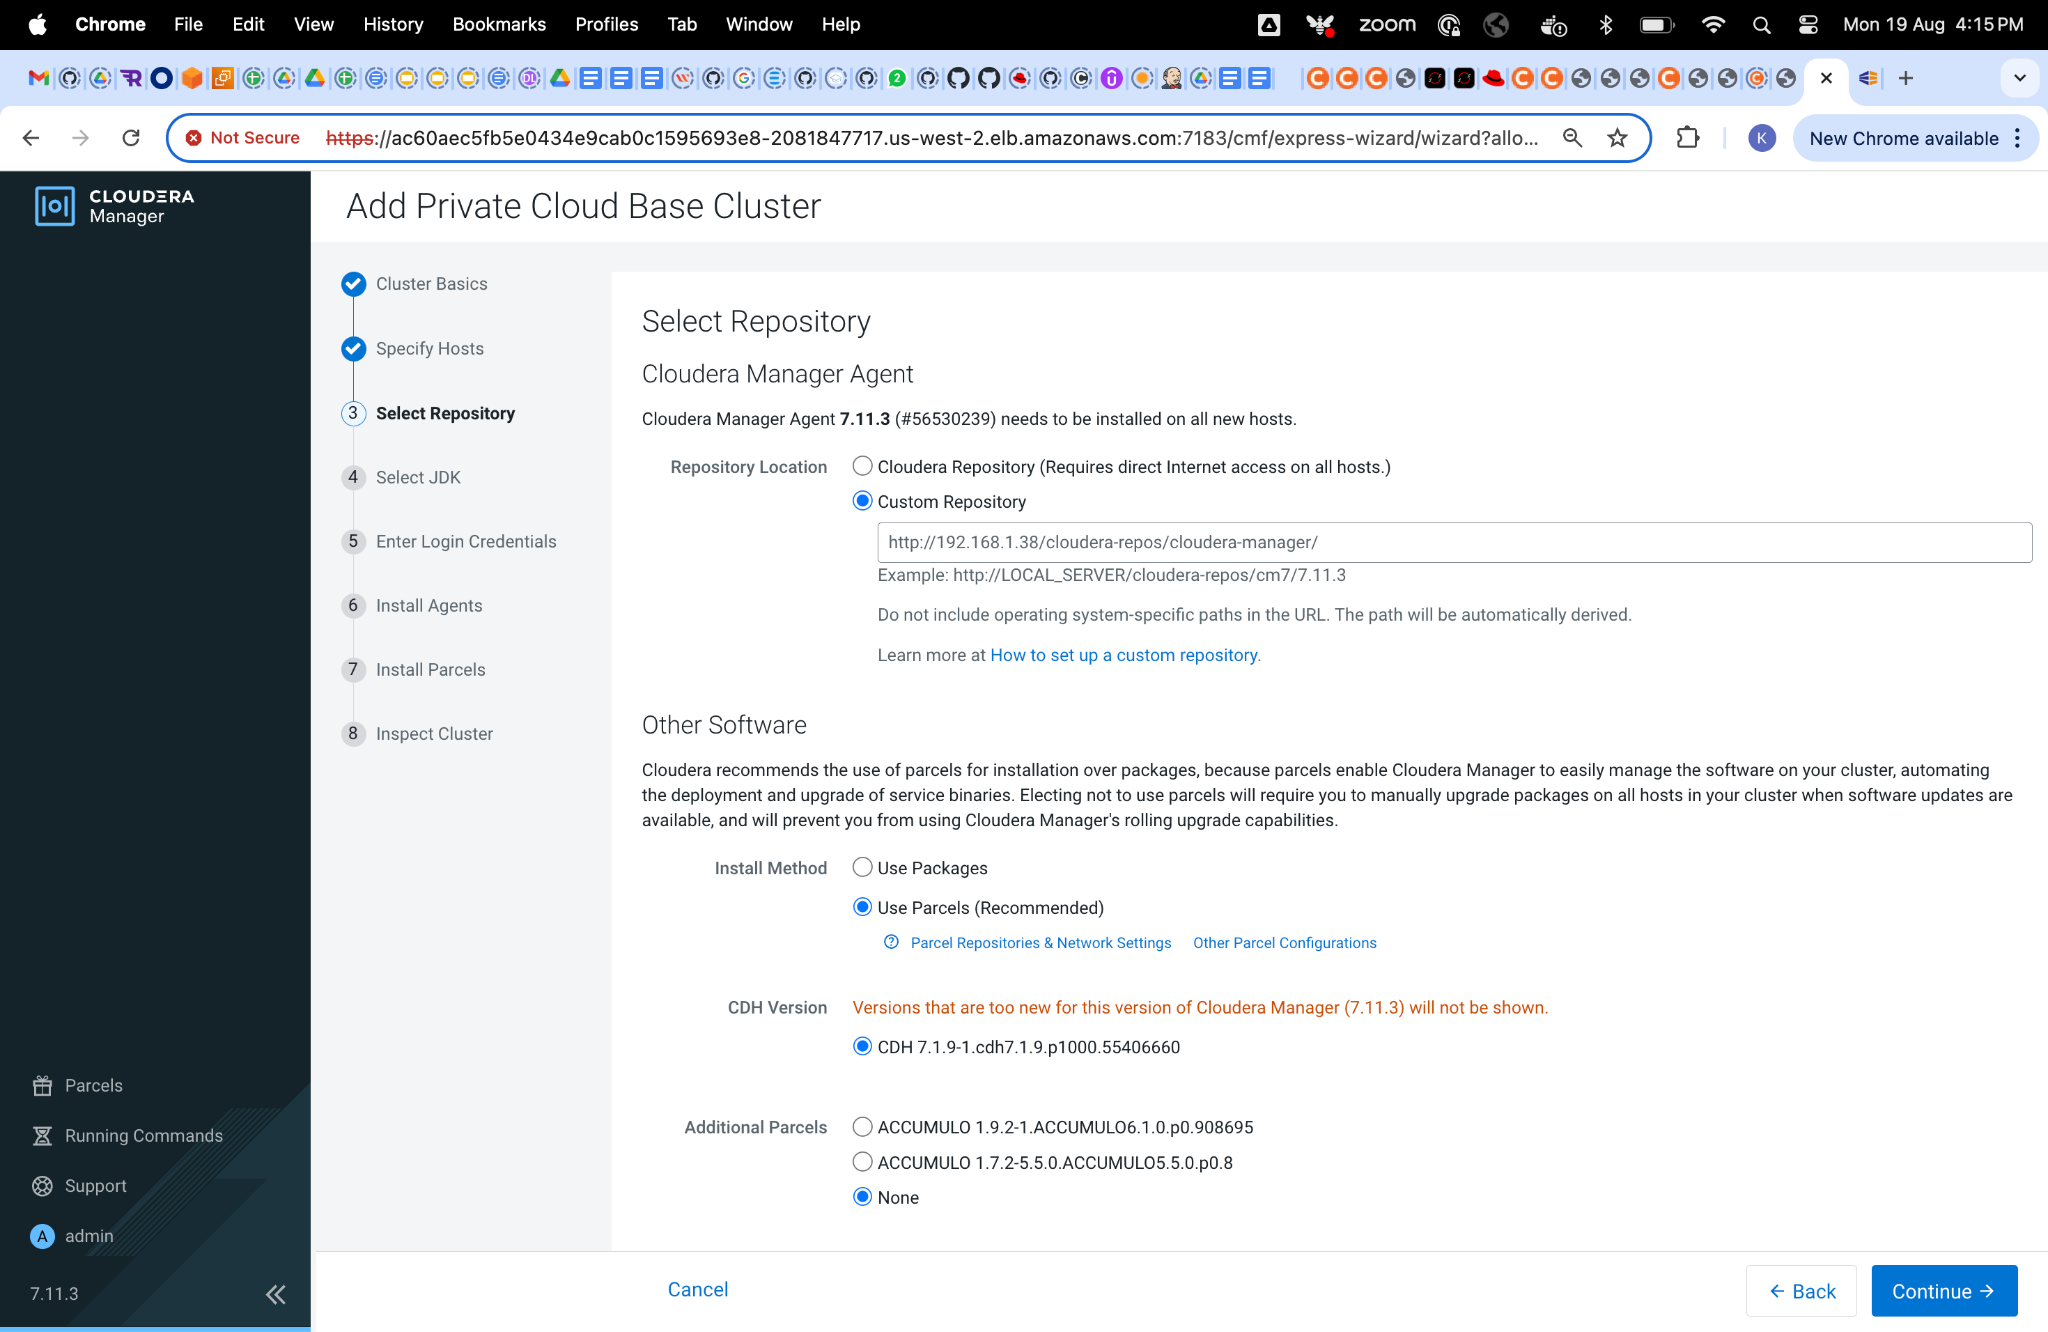 Chrome File Edit View History Bookmarks Profiles Tab Window Help zoom Mon 19 Aug 4:15 PM
Not Secure https://ac60aec5fb5e0434e9cab0c1595693e8-2081847717.us-west-2.elb.amazonaws.com:7183/cmf/express-wizard/wizard?allo... K New Chrome available
CLOUDERA
Manager
Add Private Cloud Base Cluster
Cluster Basics
Specify Hosts
3 Select Repository
4 Select JDK
5 Enter Login Credentials
6 Install Agents
7 Install Parcels
8 Inspect Cluster
Select Repository
Cloudera Manager Agent
Cloudera Manager Agent 7.11.3 (#56530239) needs to be installed on all new hosts.
Repository Location Cloudera Repository (Requires direct Internet access on all hosts.)
Custom Repository
http://192.168.1.38/cloudera-repos/cloudera-manager/
Example: http://LOCAL_SERVER/cloudera-repos/cm7/7.11.3
Do not include operating system-specific paths in the URL. The path will be automatically derived.
Learn more at How to set up a custom repository.
Other Software
Cloudera recommends the use of parcels for installation over packages, because parcels enable Cloudera Manager to easily manage the software on your cluster, automating
the deployment and upgrade of service binaries. Electing not to use parcels will require you to manually upgrade packages on all hosts in your cluster when software updates are
available, and will prevent you from using Cloudera Manager's rolling upgrade capabilities.
Install Method Use Packages
Use Parcels (Recommended)
Parcel Repositories & Network Settings Other Parcel Configurations
CDH Version Versions that are too new for this version of Cloudera Manager (7.11.3) will not be shown.
CDH 7.1.9-1.cdh7.1.9.p1000.55406660
Additional Parcels ACCUMULO 1.9.2-1.ACCUMULO6.1.0.p0.908695
ACCUMULO 1.7.2-5.5.0.ACCUMULO5.5.0.p0.8
None
Parcels
Running Commands
Support
A admin
7.11.3
Cancel
Back
Continue